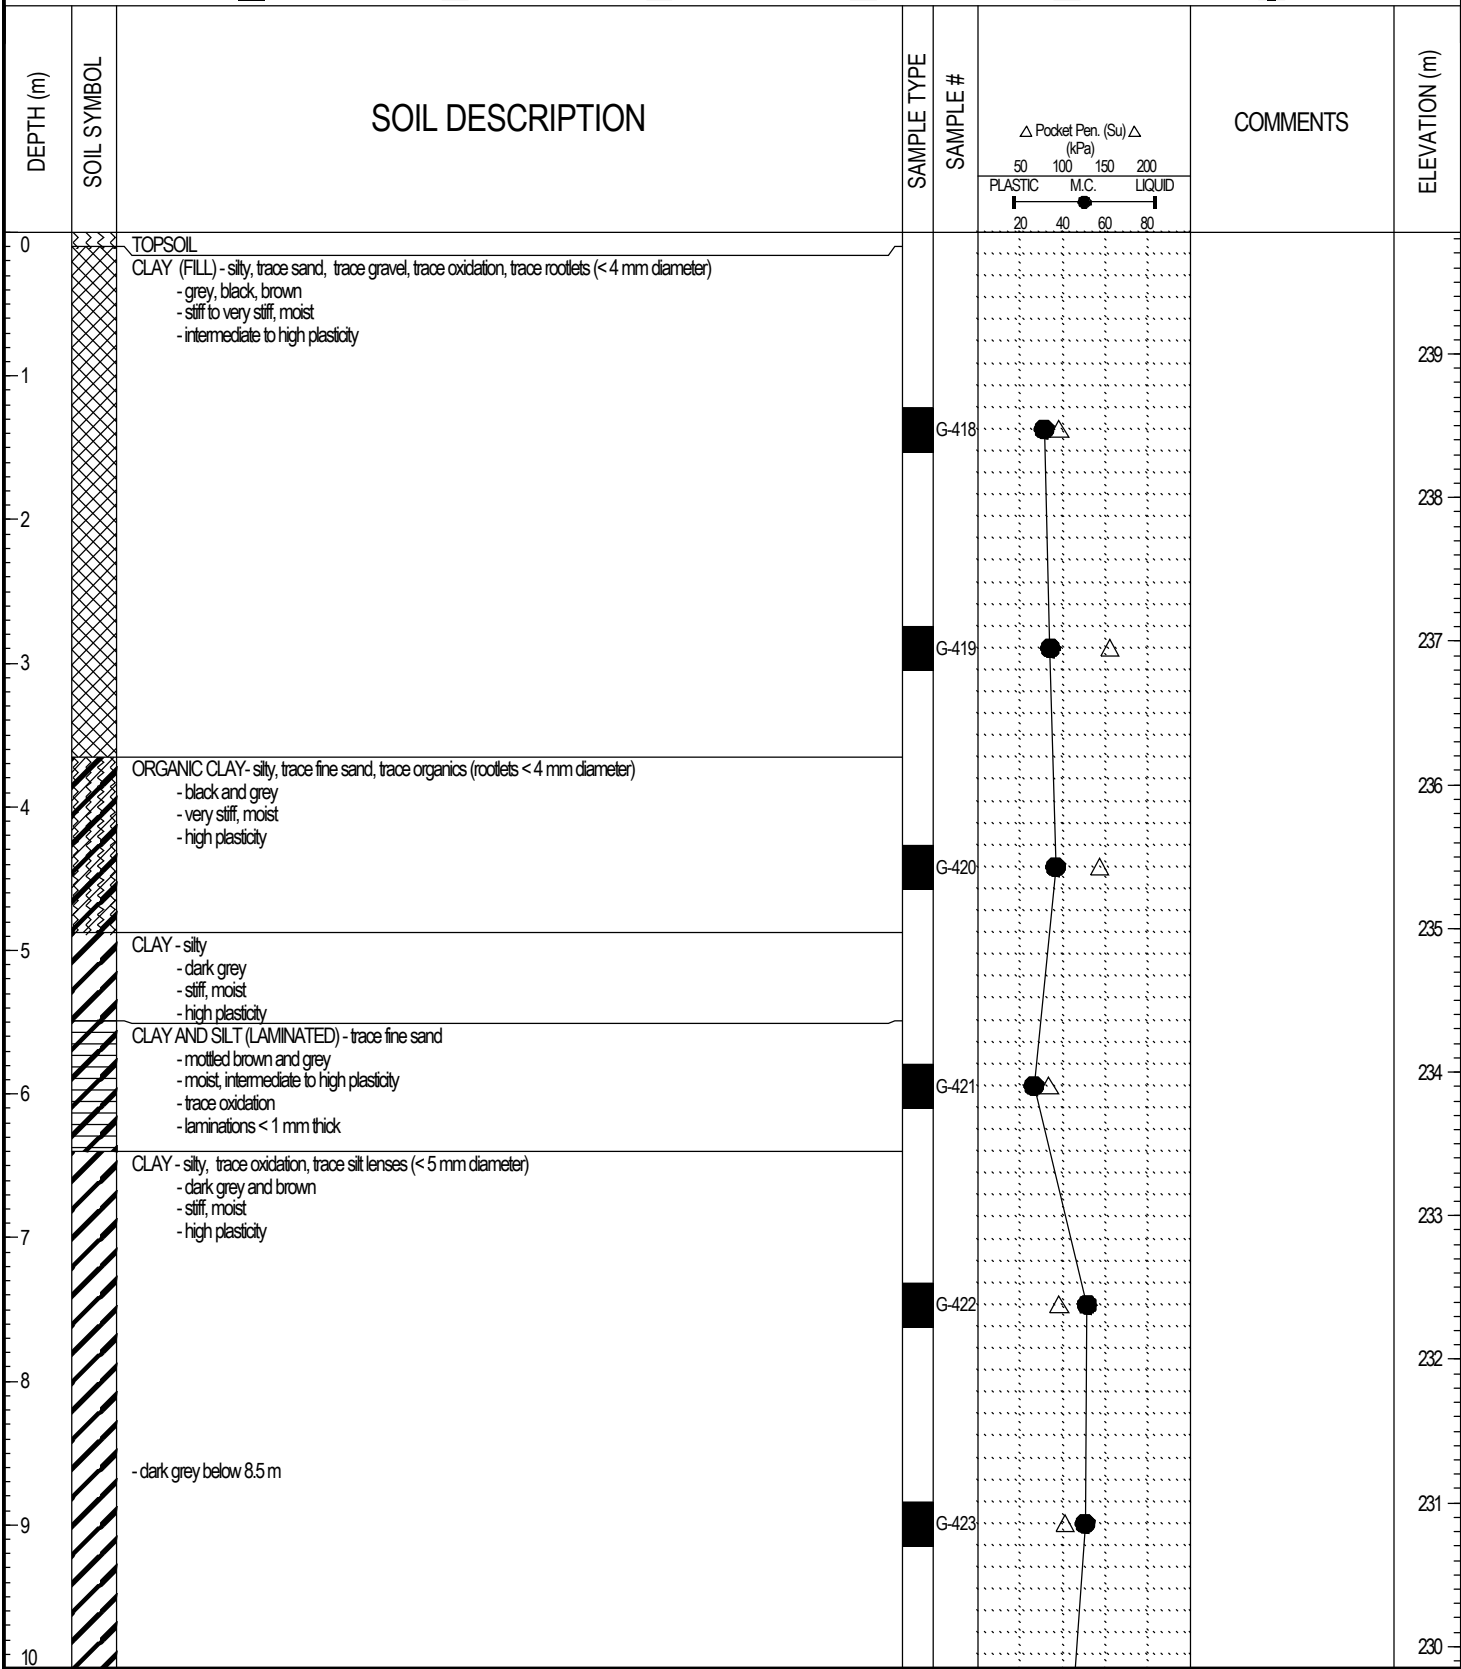 DEPTH (m)
SOIL SYMBOL
SOIL DESCRIPTION
SAMPLE TYPE
SAMPLE #
△ Pocket Pen. (Su) △
(kPa)
50 100 150 200
PLASTIC M.C. LIQUID
20 40 60 80
COMMENTS
ELEVATION (m)
0
TOPSOIL
CLAY (FILL) - silty, trace sand, trace gravel, trace oxidation, trace rootlets (< 4 mm diameter)
- grey, black, brown
- stiff to very stiff, moist
- intermediate to high plasticity
239
1
G-418
238
2
237
G-419
3
ORGANIC CLAY- silty, trace fine sand, trace organics (rootlets < 4 mm diameter)
236
- black and grey
4
- very stiff, moist
- high plasticity
G-420
235
CLAY - silty
5
- dark grey
- stiff, moist
- high plasticity
CLAY AND SILT (LAMINATED) - trace fine sand
- mottled brown and grey
234
- moist, intermediate to high plasticity
G-421
6
- trace oxidation
- laminations < 1 mm thick
CLAY - silty, trace oxidation, trace silt lenses (< 5 mm diameter)
- dark grey and brown
- stiff, moist
233
- high plasticity
7
G-422
232
8
- dark grey below 8.5 m
231
9
G-423
230
10